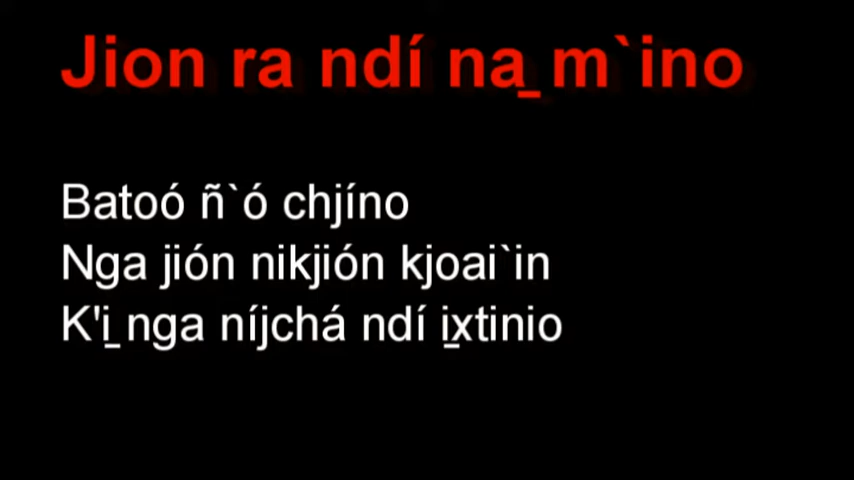 Jion ra ndí na̱ m`ino
Batoó ñ`ó chjíno
Nga jión nikjión kjoai`in
K'i̱ nga níjchá ndí i̱xtinio